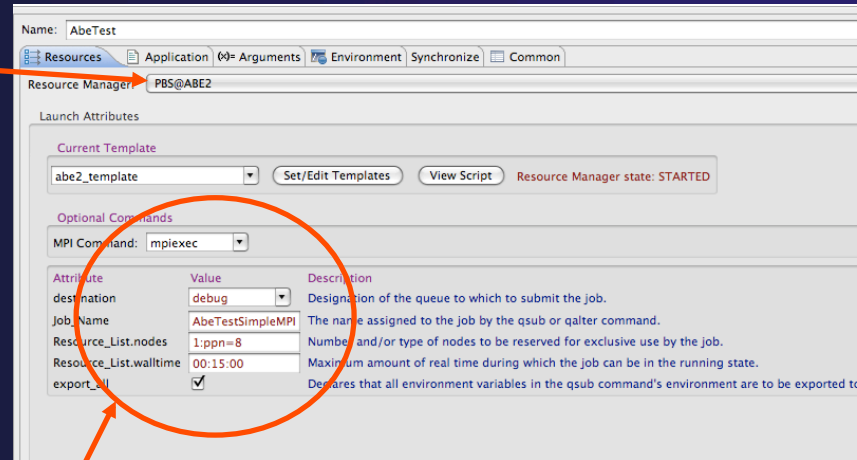 Name: AbeTest
Resources Application (x)= Arguments Environment Synchronize Common
Resource Manager: PBS@ABE2
Launch Attributes
Current Template
abe2_template Set/Edit Templates View Script Resource Manager state: STARTED
Optional Commands
MPI Command: mpiexec
Attribute Value Description
destination debug Designation of the queue to which to submit the job.
Job_Name AbeTestSimpleMPI The name assigned to the job by the qsub or qalter command.
Resource_List.nodes 1:ppn=8 Number and/or type of nodes to be reserved for exclusive use by the job.
Resource_List.walltime 00:15:00 Maximum amount of real time during which the job can be in the running state.
export_all Declares that all environment variables in the qsub command's environment are to be exported to